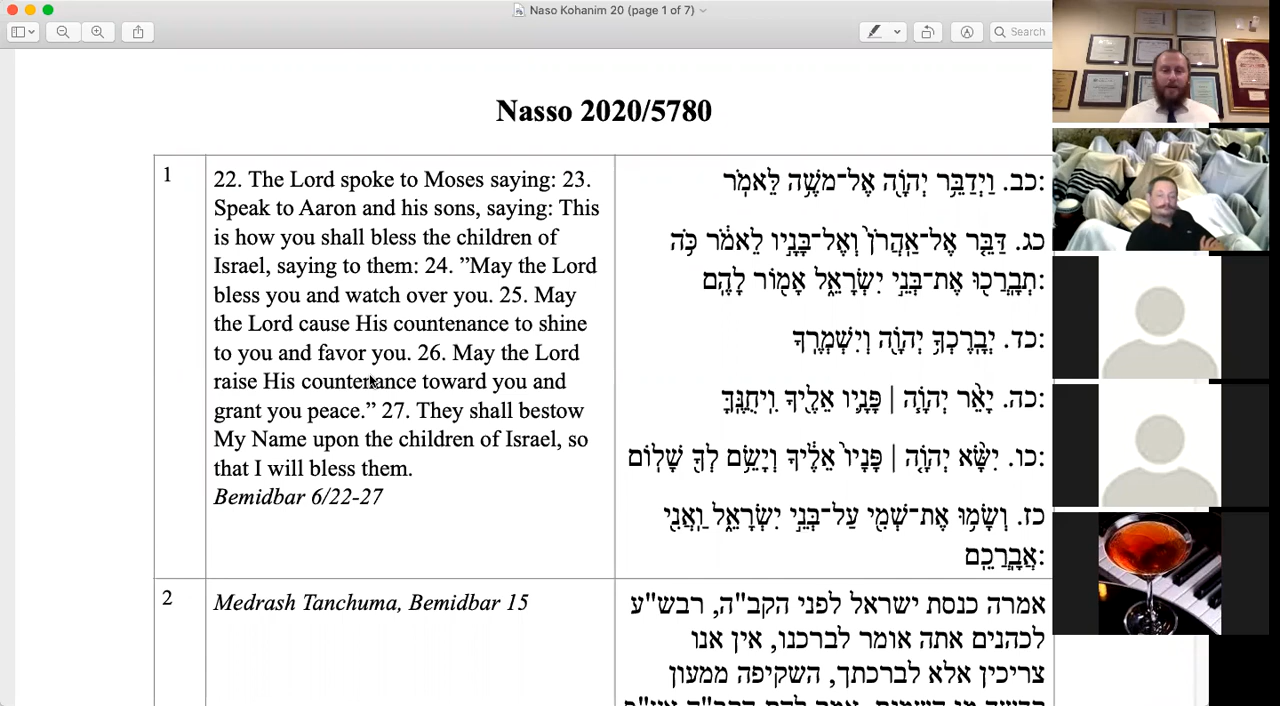 Naso Kohanim 20 (page 1 of 7)
Search
Nasso 2020/5780
1
22. The Lord spoke to Moses saying: 23.
Speak to Aaron and his sons, saying: This
is how you shall bless the children of
Israel, saying to them: 24. ”May the Lord
bless you and watch over you. 25. May
the Lord cause His countenance to shine
to you and favor you. 26. May the Lord
raise His countenance toward you and
grant you peace.” 27. They shall bestow
My Name upon the children of Israel, so
that I will bless them.
Bemidbar 6/22-27
כב. וַיְדַבֵּ֥ר יְהוָֹ֖ה אֶל־משֶׁ֥ה לֵּאמֹֽר:
כג. דַּבֵּ֤ר אֶל־אַֽהֲרֹן֙ וְאֶל־בָּנָ֣יו לֵאמֹ֔ר כֹּ֥ה
תְבָֽרֲכ֖וּ אֶת־בְּנֵ֣י יִשְׂרָאֵ֑ל אָמ֖וֹר לָהֶֽם:
כד. יְבָֽרֶכְךָ֥ יְהוָֹ֖ה וְיִשְׁמְרֶֽךָ:
כה. יָאֵ֨ר יְהוָֹ֧ה | פָּנָ֛יו אֵלֶ֖יךָ וִֽיחֻנֶּֽךָּ:
כו. יִשָּׂ֨א יְהוָֹ֤ה | פָּנָיו֙ אֵלֶ֔יךָ וְיָשֵׂ֥ם לְךָ֖ שָׁלֽוֹם:
כז. וְשָׂמ֥וּ אֶת־שְׁמִ֖י עַל־בְּנֵ֣י יִשְׂרָאֵ֑ל וַֽאֲנִ֖י
אֲבָֽרֲכֵֽם:
2
Medrash Tanchuma, Bemidbar 15
אמרה כנסת ישראל לפני הקב"ה, רבש"ע
לכהנים אתה אומר לברכנו, אין אנו
צריכין אלא לברכתך, השקיפה ממעון